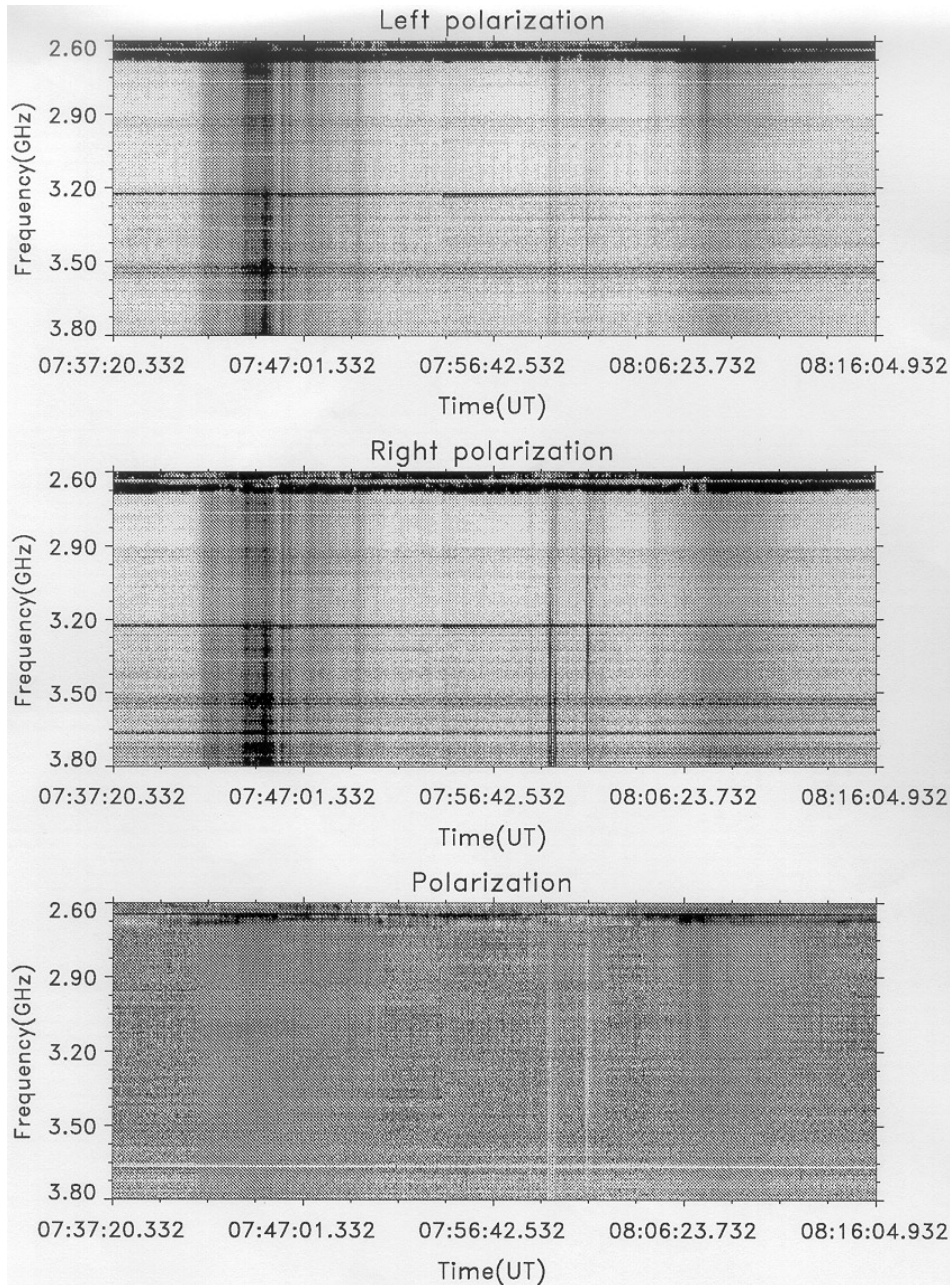 Left polarization
2.60
2.90
3.20
3.50
3.80
Frequency(GHz)
07:37:20.332 07:47:01.332 07:56:42.532 08:06:23.732 08:16:04.932
Time(UT)
Right polarization
2.60
2.90
3.20
3.50
3.80
Frequency(GHz)
07:37:20.332 07:47:01.332 07:56:42.532 08:06:23.732 08:16:04.932
Time(UT)
Polarization
2.60
2.90
3.20
3.50
3.80
Frequency(GHz)
07:37:20.332 07:47:01.332 07:56:42.532 08:06:23.732 08:16:04.932
Time(UT)